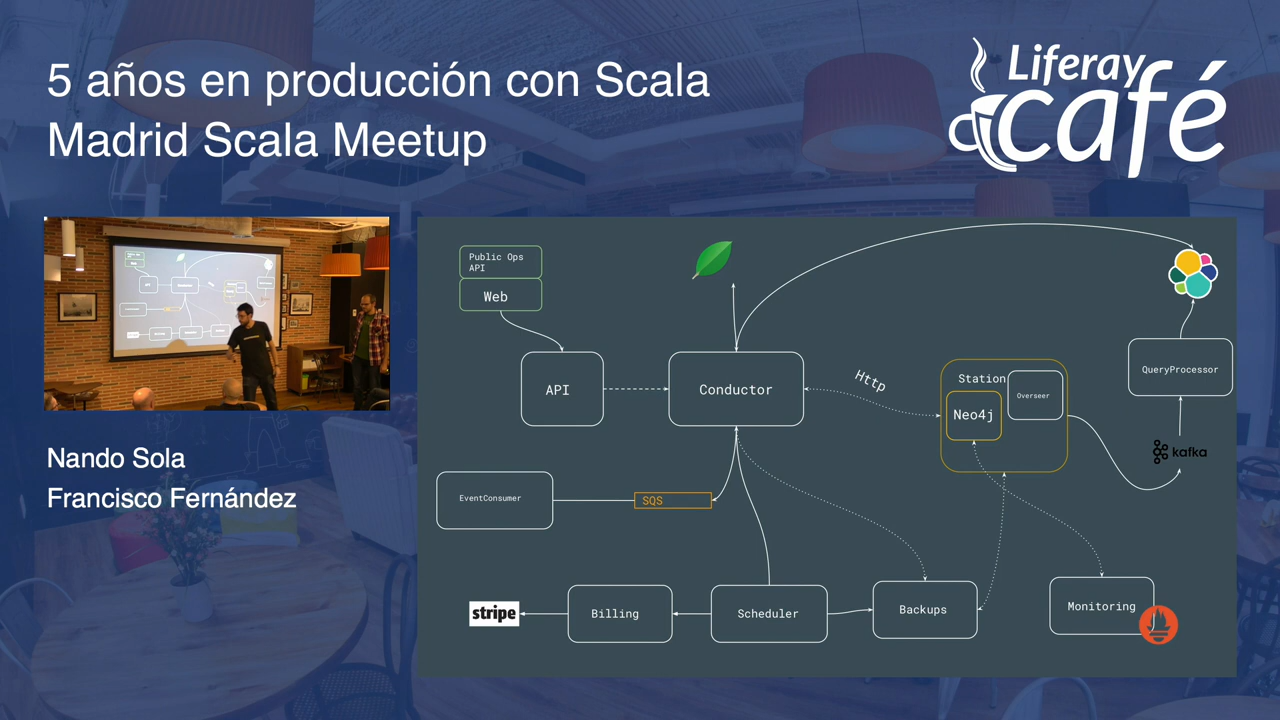 5 años en producción con Scala
Madrid Scala Meetup
Liferay
café
Nando Sola
Francisco Fernández
Public Ops
API
Web
API
Conductor
Http
Station
Overseer
Neo4j
QueryProcessor
kafka
EventConsumer
SQS
stripe
Billing
Scheduler
Backups
Monitoring